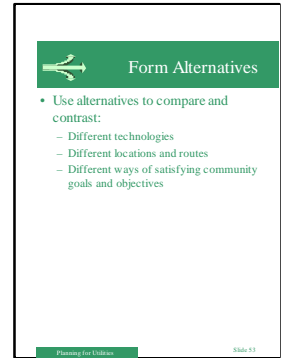 Form Alternatives
• Use alternatives to compare and
contrast:
– Different technologies
– Different locations and routes
– Different ways of satisfying community
goals and objectives
Planning for Utilities
Slide 53